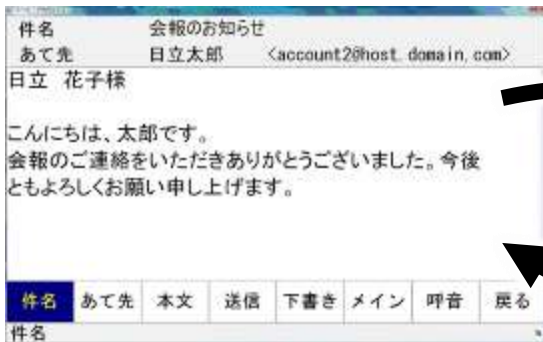 件名 会報のお知らせ
あて先 日立太郎 <account2@host.domain.com>
日立 花子様
こんにちは、太郎です。
会報のご連絡をいただきありがとうございました。今後
ともよろしくお願い申し上げます。
件名 あて先 本文 送信 下書き メイン 呼音 戻る
件名